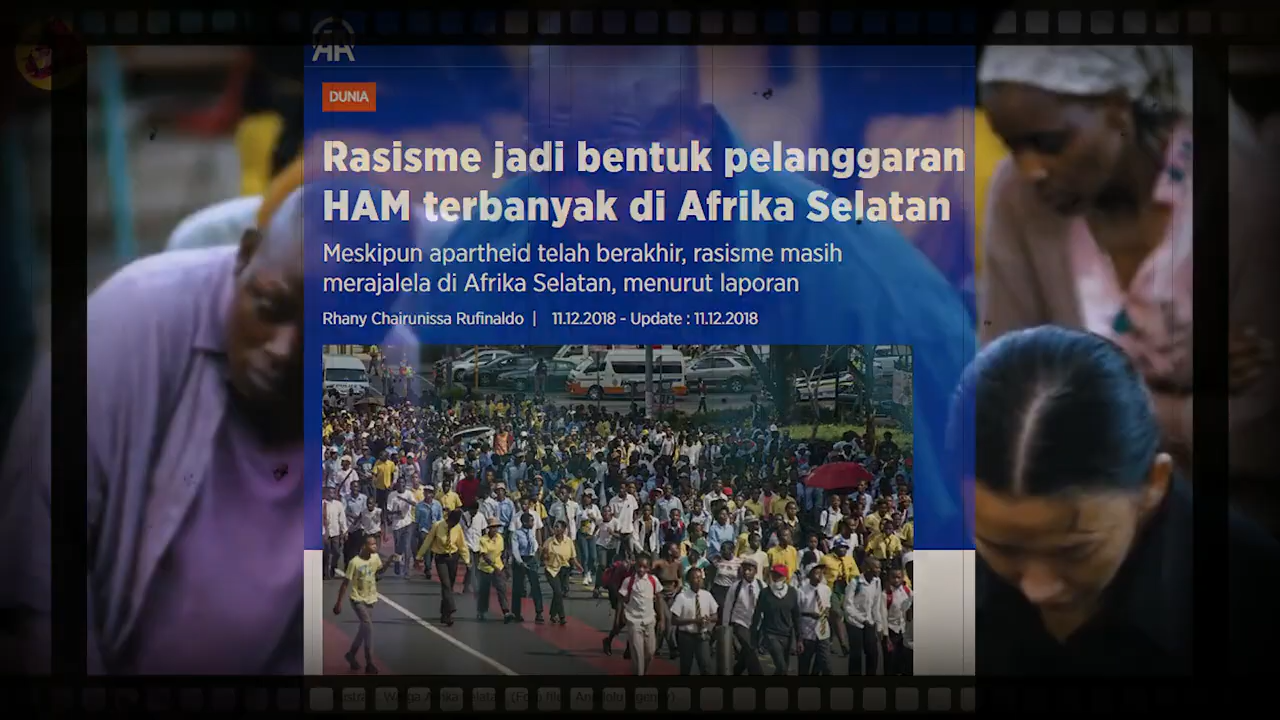 AA
DUNIA
Rasisme jadi bentuk pelanggaran
HAM terbanyak di Afrika Selatan
Meskipun apartheid telah berakhir, rasisme masih
merajalela di Afrika Selatan, menurut laporan
Rhany Chairunissa Rufinaldo | 11.12.2018 - Update : 11.12.2018